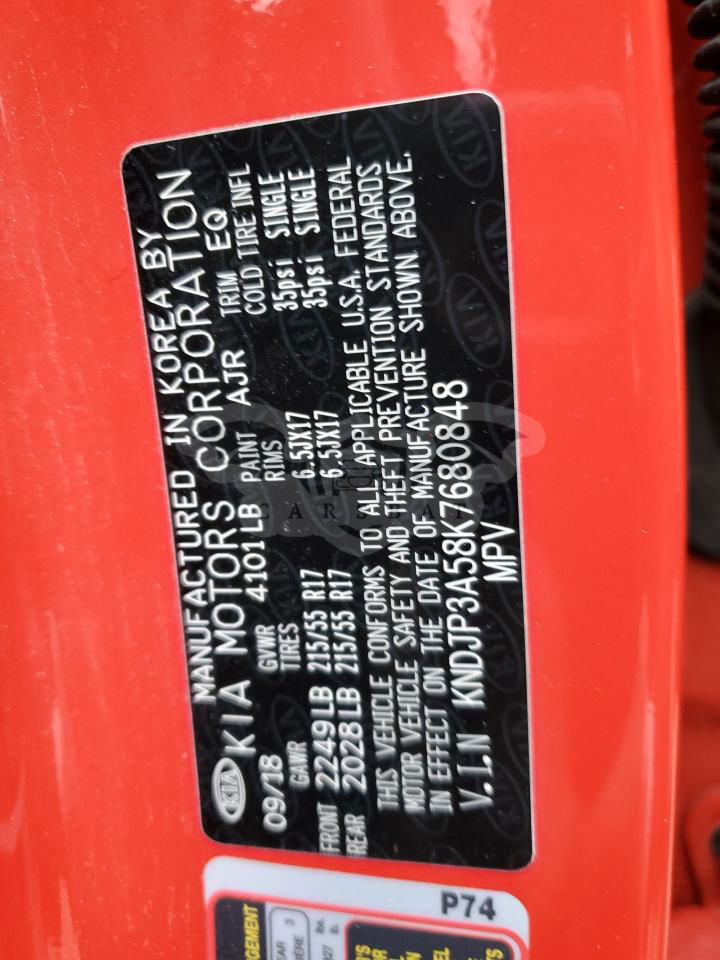 MANUFACTURED IN KOREA BY
KIA KIA MOTORS CORPORATION
09/18 GVWR 4101LB PAINT AJR TRIM EQ
GAWR TIRES RIMS COLD TIRE INFL
FRONT 2249LB 215/55 R17 6.5JX17 35psi SINGLE
REAR 2028LB 215/55 R17 6.5JX17 35psi SINGLE
THIS VEHICLE CONFORMS TO ALL APPLICABLE U.S.A. FEDERAL
MOTOR VEHICLE SAFETY AND THEFT PREVENTION STANDARDS
IN EFFECT ON THE DATE OF MANUFACTURE SHOWN ABOVE.
V.I.N KNDJP3A58K7680848
MPV
P74